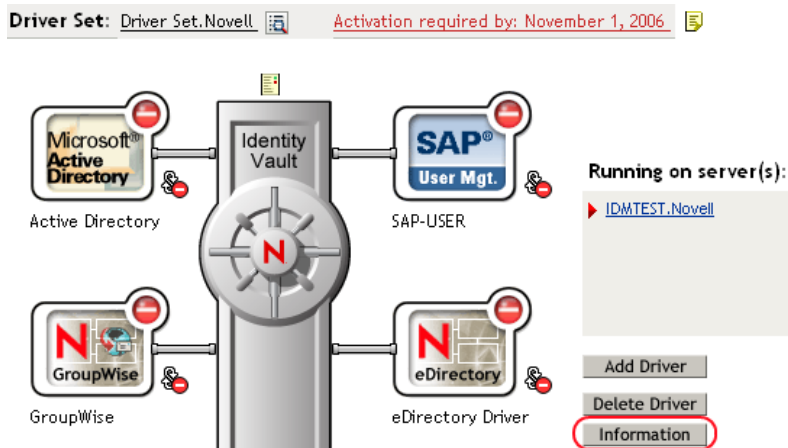 Driver Set: Driver Set.Novell Activation required by: November 1, 2006
Identity
Vault
N
Microsoft®
Active
Directory
Active Directory
SAP®
User Mgt.
SAP-USER
Running on server(s):
IDMTEST.Novell
N
GroupWise
GroupWise
N
eDirectory
eDirectory Driver
Add Driver
Delete Driver
Information